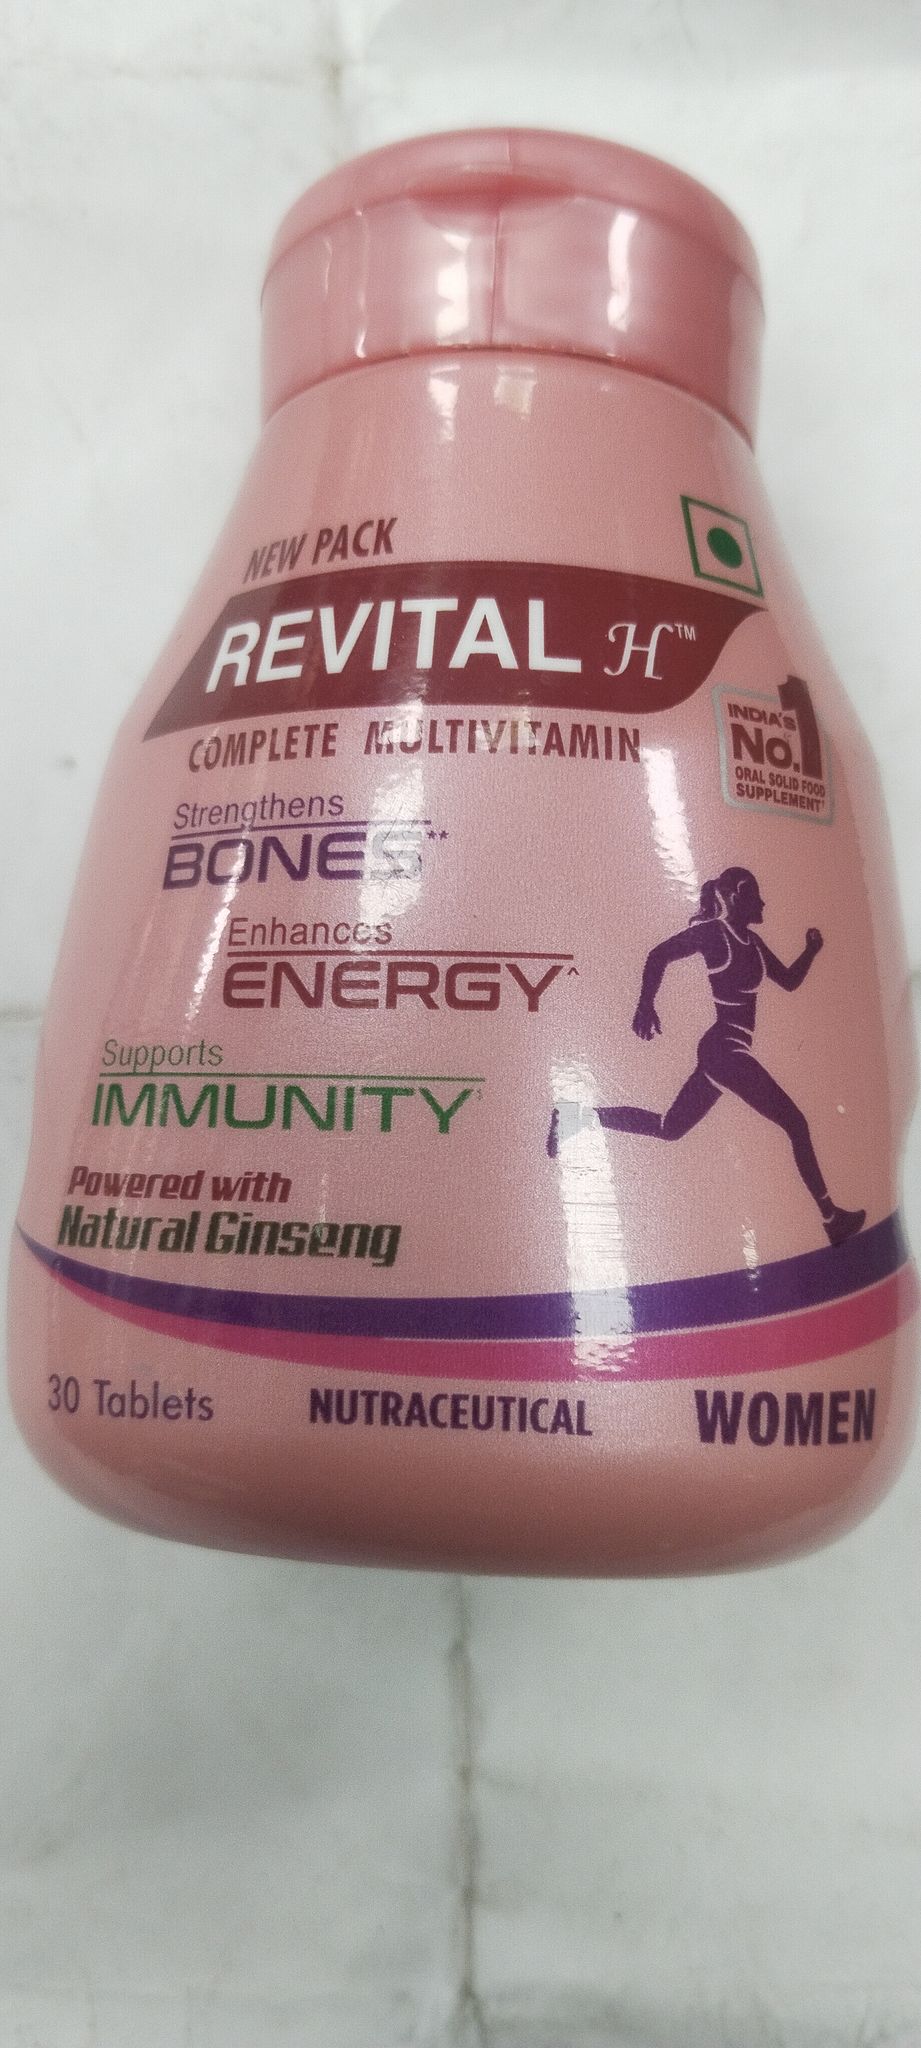 NEW PACK
REVITAL H™
COMPLETE MULTIVITAMIN
INDIA'S
No.1
ORAL SOLID FOOD
SUPPLEMENT†
Strengthens
BONES**
Enhances
ENERGY^
Supports
IMMUNITY
Powered with
Natural Ginseng
30 Tablets NUTRACEUTICAL WOMEN